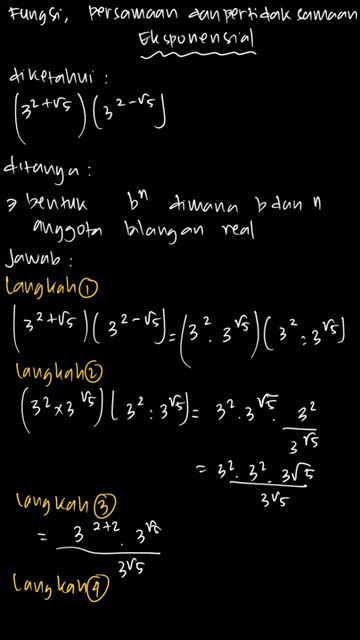 Fungsi, persamaan dan pertidaksamaan
Eksponensial
diketahui :
(3^{2+√5}) (3^{2-√5})
ditanya :
⇒ bentuk b^n dimana b dan n
anggota bilangan real
Jawab :
Langkah ①
(3^{2+√5}) (3^{2-√5}) = (3^2 . 3^{√5}) (3^2 : 3^{√5})
Langkah ②
(3^2 × 3^{√5}) (3^2 : 3^{√5}) = 3^2 . 3^{√5} . 3^2 / 3^{√5}
= 3^2 . 3^2 . 3√5 / 3^{√5}
Langkah ③
= 3^{2+2} . 3^{√5} / 3^{√5}
Langkah ④